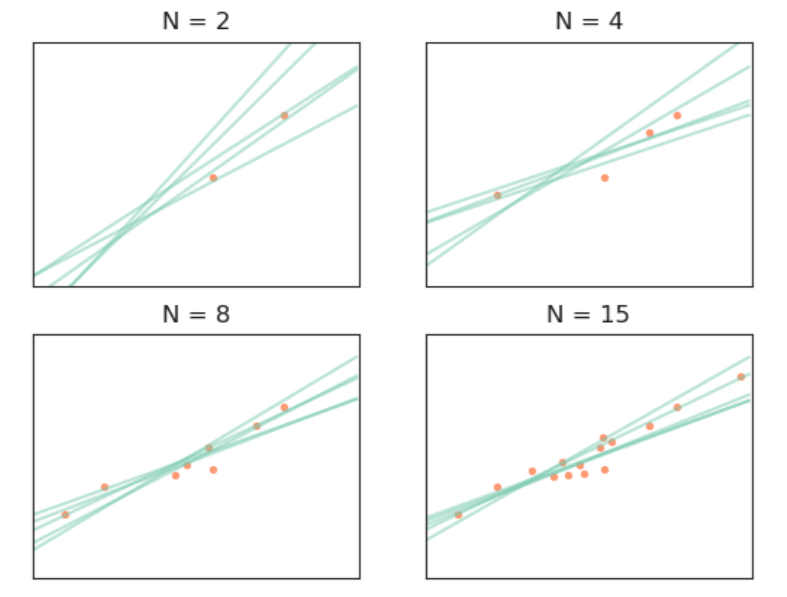 N = 2
N = 4
N = 8
N = 15